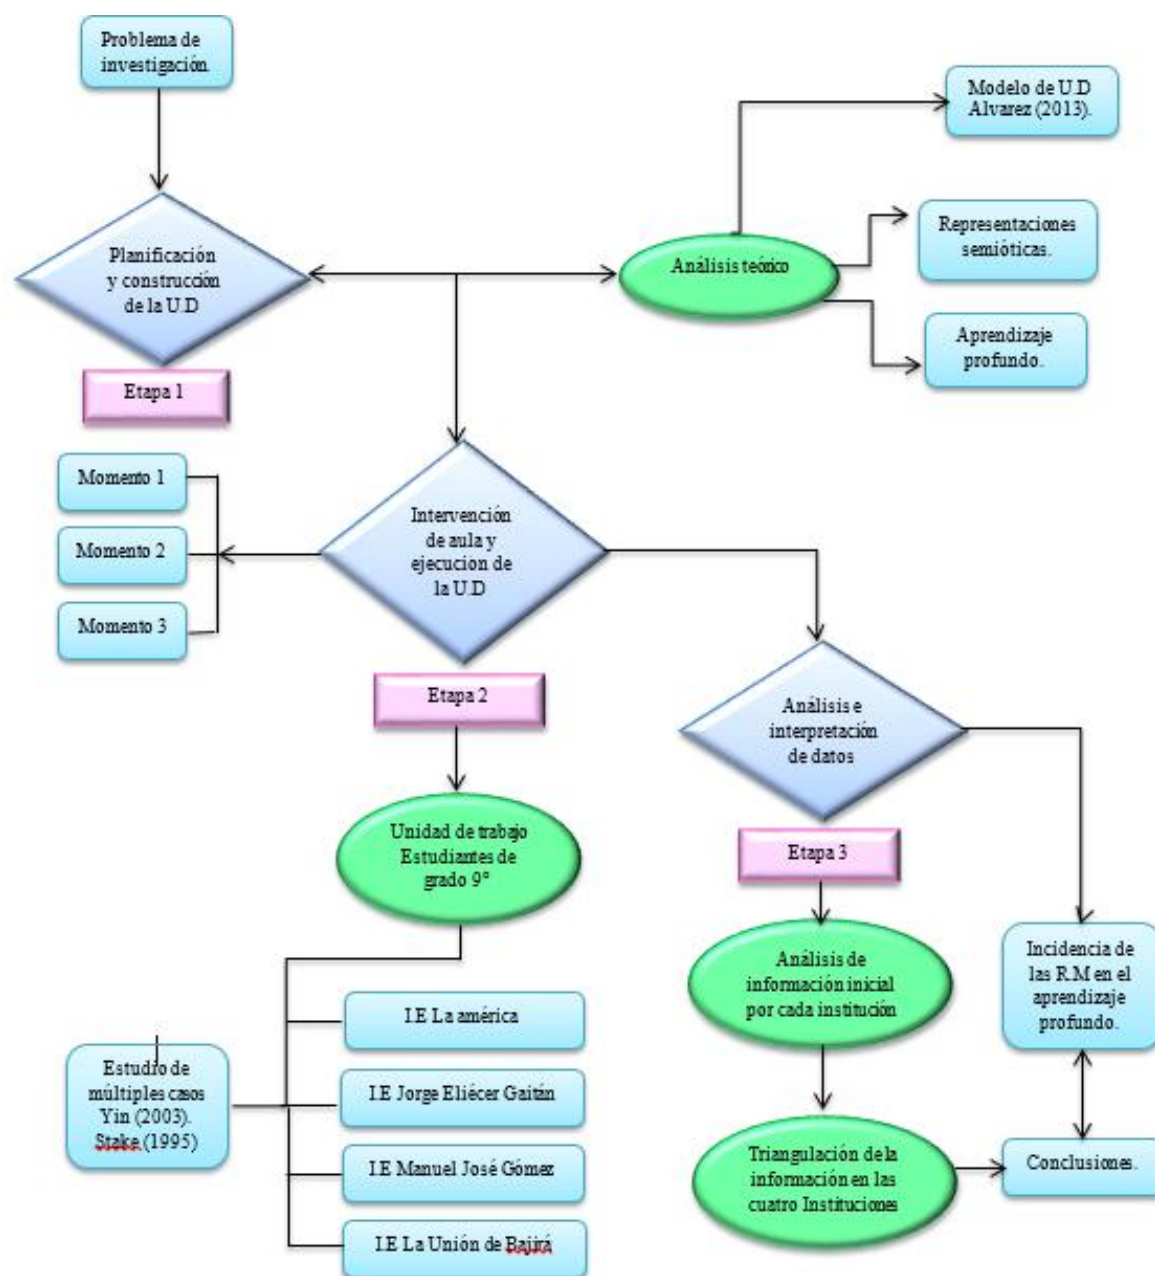 Problema de
investigación.
Modelo de U.D
Alvarez (2013).
Representaciones
semióticas.
Análisis teórico
Planificación
y construcción
de la U.D
Aprendizaje
profundo.
Etapa 1
Momento 1
Momento 2
Momento 3
Intervención
de aula y
ejecucion de
la U.D
Etapa 2
Análisis e
interpretación
de datos
Etapa 3
Unidad de trabajo
Estudiantes de
grado 9°
Análisis de
información inicial
por cada institución
Incidencia de
las R.M en el
aprendizaje
profundo.
I.E La américa
I.E Jorge Eliécer Gaitán
I.E Manuel José Gómez
I.E La Unión de Bajirá
Estudio de
múltiples casos
Yin (2003).
Stake (1995)
Triangulación de la
información en las
cuatro Instituciones
Conclusiones.